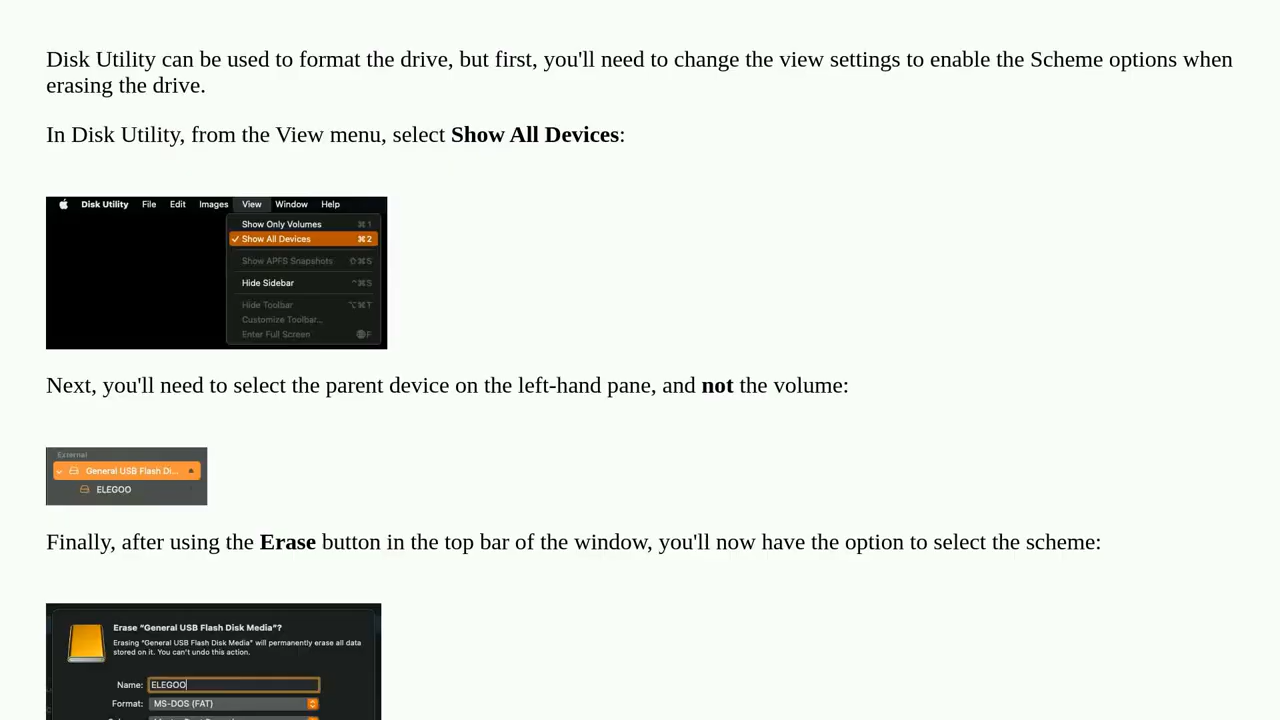 Disk Utility can be used to format the drive, but first, you'll need to change the view settings to enable the Scheme options when
erasing the drive.
In Disk Utility, from the View menu, select Show All Devices:
Disk Utility File Edit Images View Window Help
Show Only Volumes ⌘1
✓ Show All Devices ⌘2
Show APFS Snapshots ⇧⌘S
Hide Sidebar ^⌘S
Hide Toolbar ⌥⌘T
Customize Toolbar...
Enter Full Screen F
Next, you'll need to select the parent device on the left-hand pane, and not the volume:
External
General USB Flash Di...
ELEGOO
Finally, after using the Erase button in the top bar of the window, you'll now have the option to select the scheme:
Erase “General USB Flash Disk Media”?
Erasing “General USB Flash Disk Media” will permanently erase all data
stored on it. You can't undo this action.
Name: ELEGOO
Format: MS-DOS (FAT)